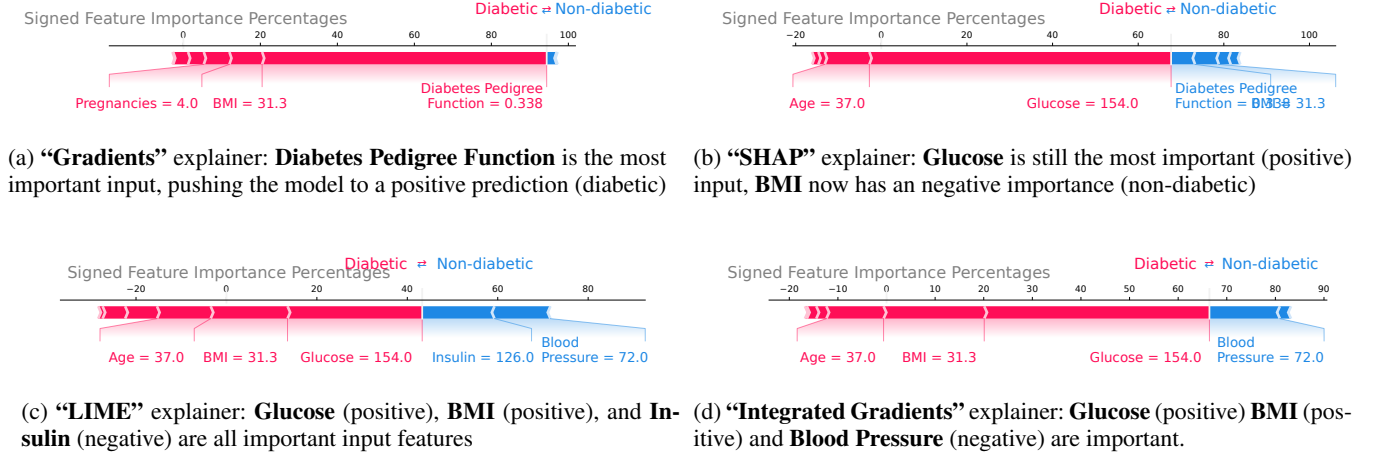 Diabetic ⇄ Non-diabetic
Signed Feature Importance Percentages
0 20 40 60 80 100
Pregnancies = 4.0 BMI = 31.3
Diabetes Pedigree
Function = 0.338
(a) “Gradients” explainer: Diabetes Pedigree Function is the most
important input, pushing the model to a positive prediction (diabetic)
Diabetic ⇄ Non-diabetic
Signed Feature Importance Percentages
−20 0 20 40 60 80 100
Age = 37.0 Glucose = 154.0
Diabetes Pedigree
Function = 0.338 BMI = 31.3
(b) “SHAP” explainer: Glucose is still the most important (positive)
input, BMI now has an negative importance (non-diabetic)
Diabetic ⇄ Non-diabetic
Signed Feature Importance Percentages
−20 0 20 40 60 80
Age = 37.0 BMI = 31.3 Glucose = 154.0 Insulin = 126.0
Blood
Pressure = 72.0
(c) “LIME” explainer: Glucose (positive), BMI (positive), and In-
sulin (negative) are all important input features
Diabetic ⇄ Non-diabetic
Signed Feature Importance Percentages
−20 −10 0 10 20 30 40 50 60 70 80 90
Age = 37.0 BMI = 31.3 Glucose = 154.0
Blood
Pressure = 72.0
(d) “Integrated Gradients” explainer: Glucose (positive) BMI (pos-
itive) and Blood Pressure (negative) are important.